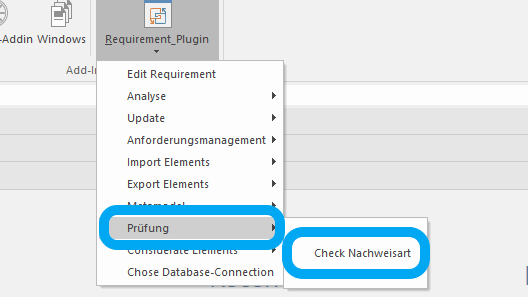 -Addin Windows
Requirement_Plugin
Add-In
Edit Requirement
Analyse
Update
Anforderungsmanagement
Import Elements
Export Elements
Metamodel
Prüfung
Considerate Elements
Chose Database-Connection
Check Nachweisart